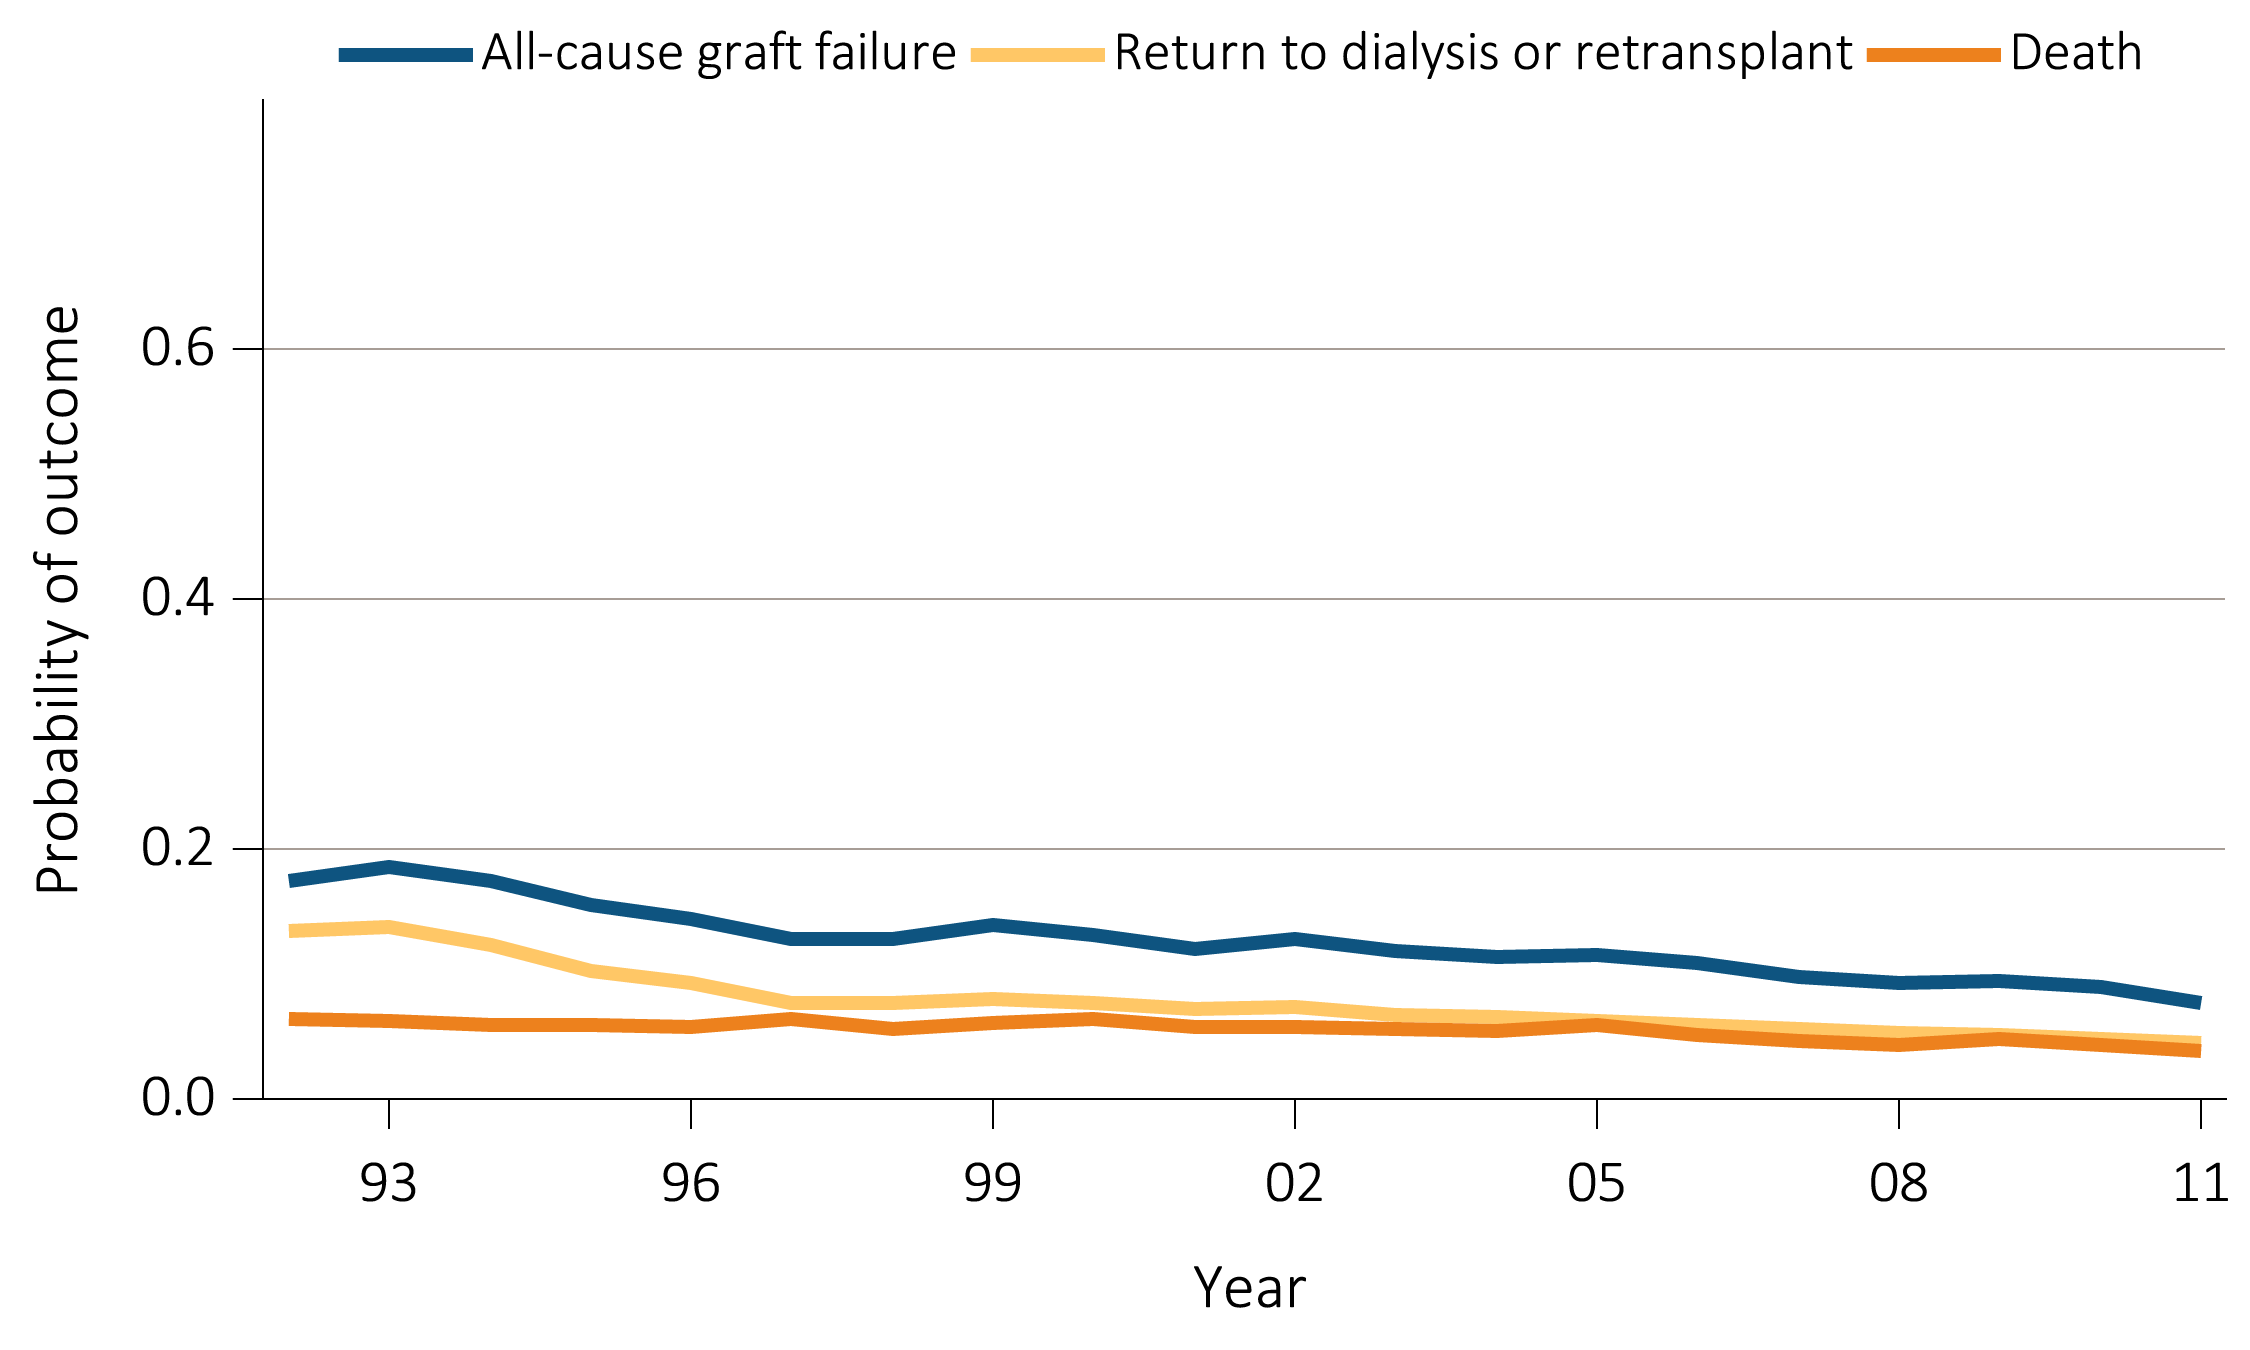 All-cause graft failure Return to dialysis or retransplant Death
Probability of outcome
0.6
0.4
0.2
0.0
93 96 99 02 05 08 11
Year